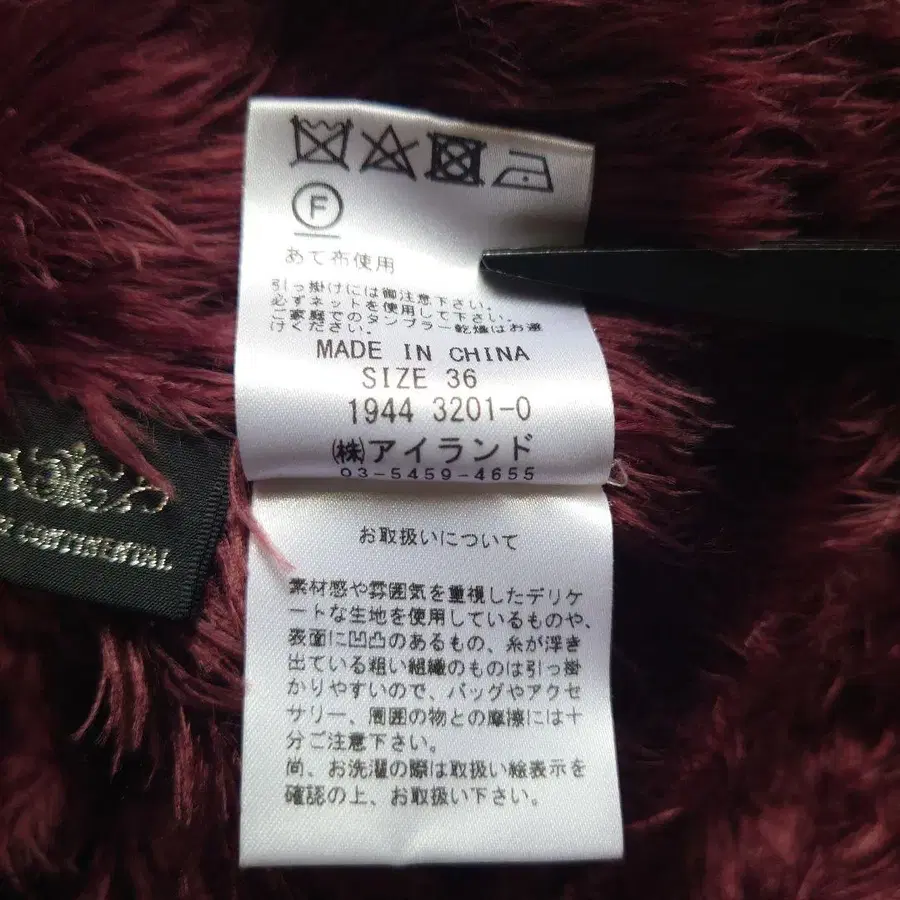 F
あて布使用
引っ掛けには御注意下さい。
必ずネットを使用して下さい。
ご家庭でのタンブラー乾燥はお避
けください。
MADE IN CHINA
SIZE 36
1944 3201-0
㈱アイランド
03-5459-4655
CONTINENTAL
お取扱いについて
素材感や雰囲気を重視したデリケ
ートな生地を使用しているものや、
表面に凹凸のあるもの、糸が浮き
出ている粗い組織のものは引っ掛
かりやすいので、バッグやアクセ
サリー、周囲の物との摩擦には十
分ご注意下さい。
尚、お洗濯の際は取扱い絵表示を
確認の上、お取扱い下さい。